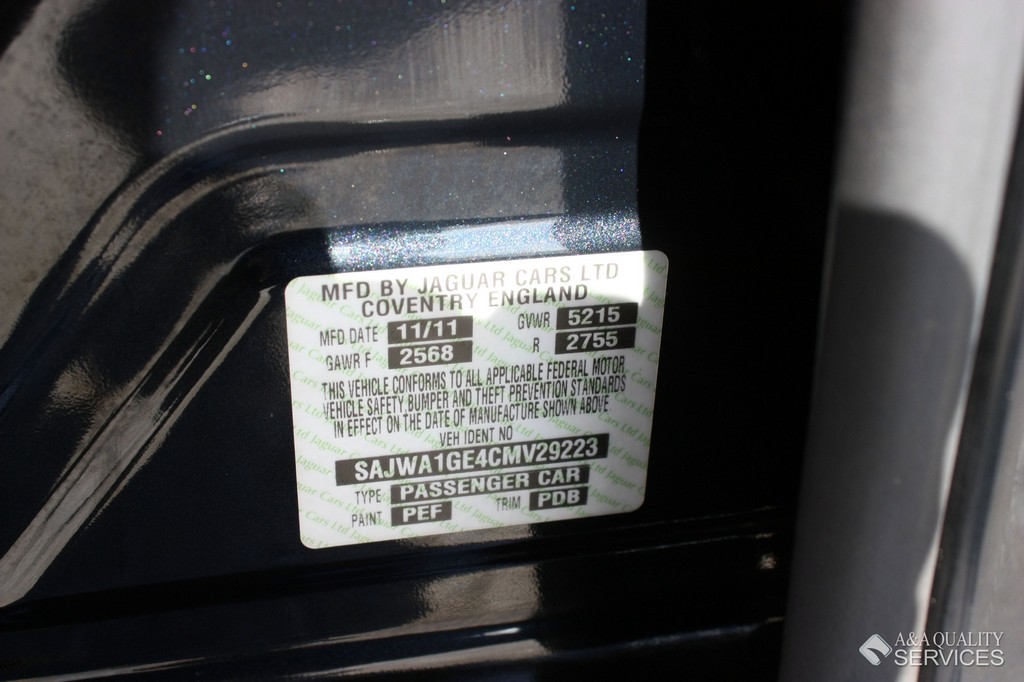 MFD BY JAGUAR CARS LTD
COVENTRY ENGLAND
MFD DATE 11/11 GVWR 5215
GAWR F 2568 R 2755
THIS VEHICLE CONFORMS TO ALL APPLICABLE FEDERAL MOTOR
VEHICLE SAFETY, BUMPER AND THEFT PREVENTION STANDARDS
IN EFFECT ON THE DATE OF MANUFACTURE SHOWN ABOVE
VEH IDENT NO
SAJWA1GE4CMV29223
TYPE PASSENGER CAR
PAINT PEF TRIM PDB
A&A QUALITY
SERVICES